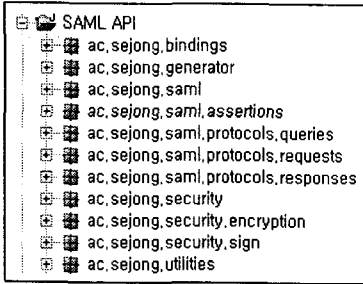 SAML API
ac.sejong.bindings
ac.sejong.generator
ac.sejong.saml
ac.sejong.saml.assertions
ac.sejong.saml.protocols.queries
ac.sejong.saml.protocols.requests
ac.sejong.saml.protocols.responses
ac.sejong.security
ac.sejong.security.encryption
ac.sejong.security.sign
ac.sejong.utilities